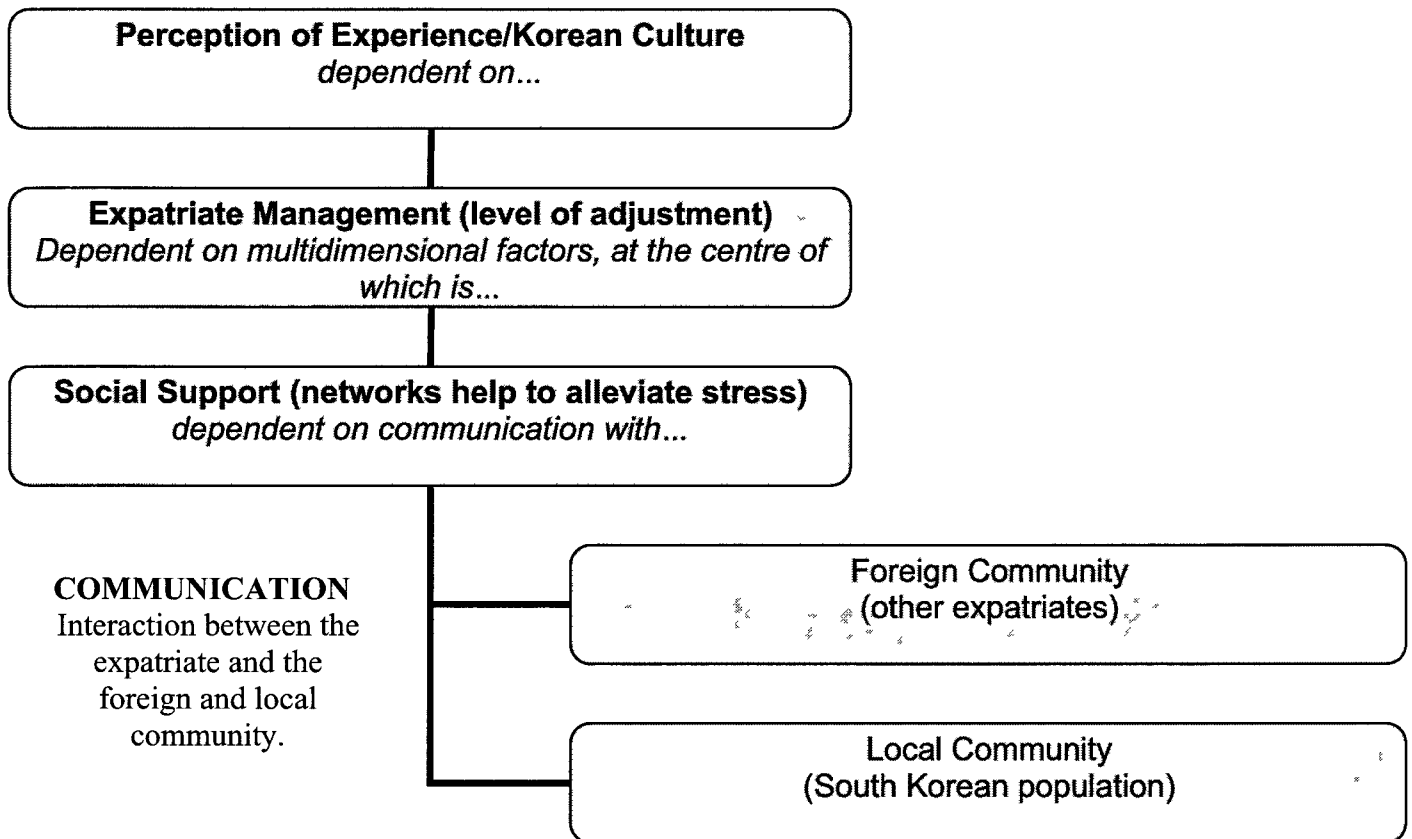 Perception of Experience/Korean Culture
dependent on...
Expatriate Management (level of adjustment)
Dependent on multidimensional factors, at the centre of
which is...
Social Support (networks help to alleviate stress)
dependent on communication with...
COMMUNICATION
Interaction between the
expatriate and the
foreign and local
community.
Foreign Community
(other expatriates)
Local Community
(South Korean population)